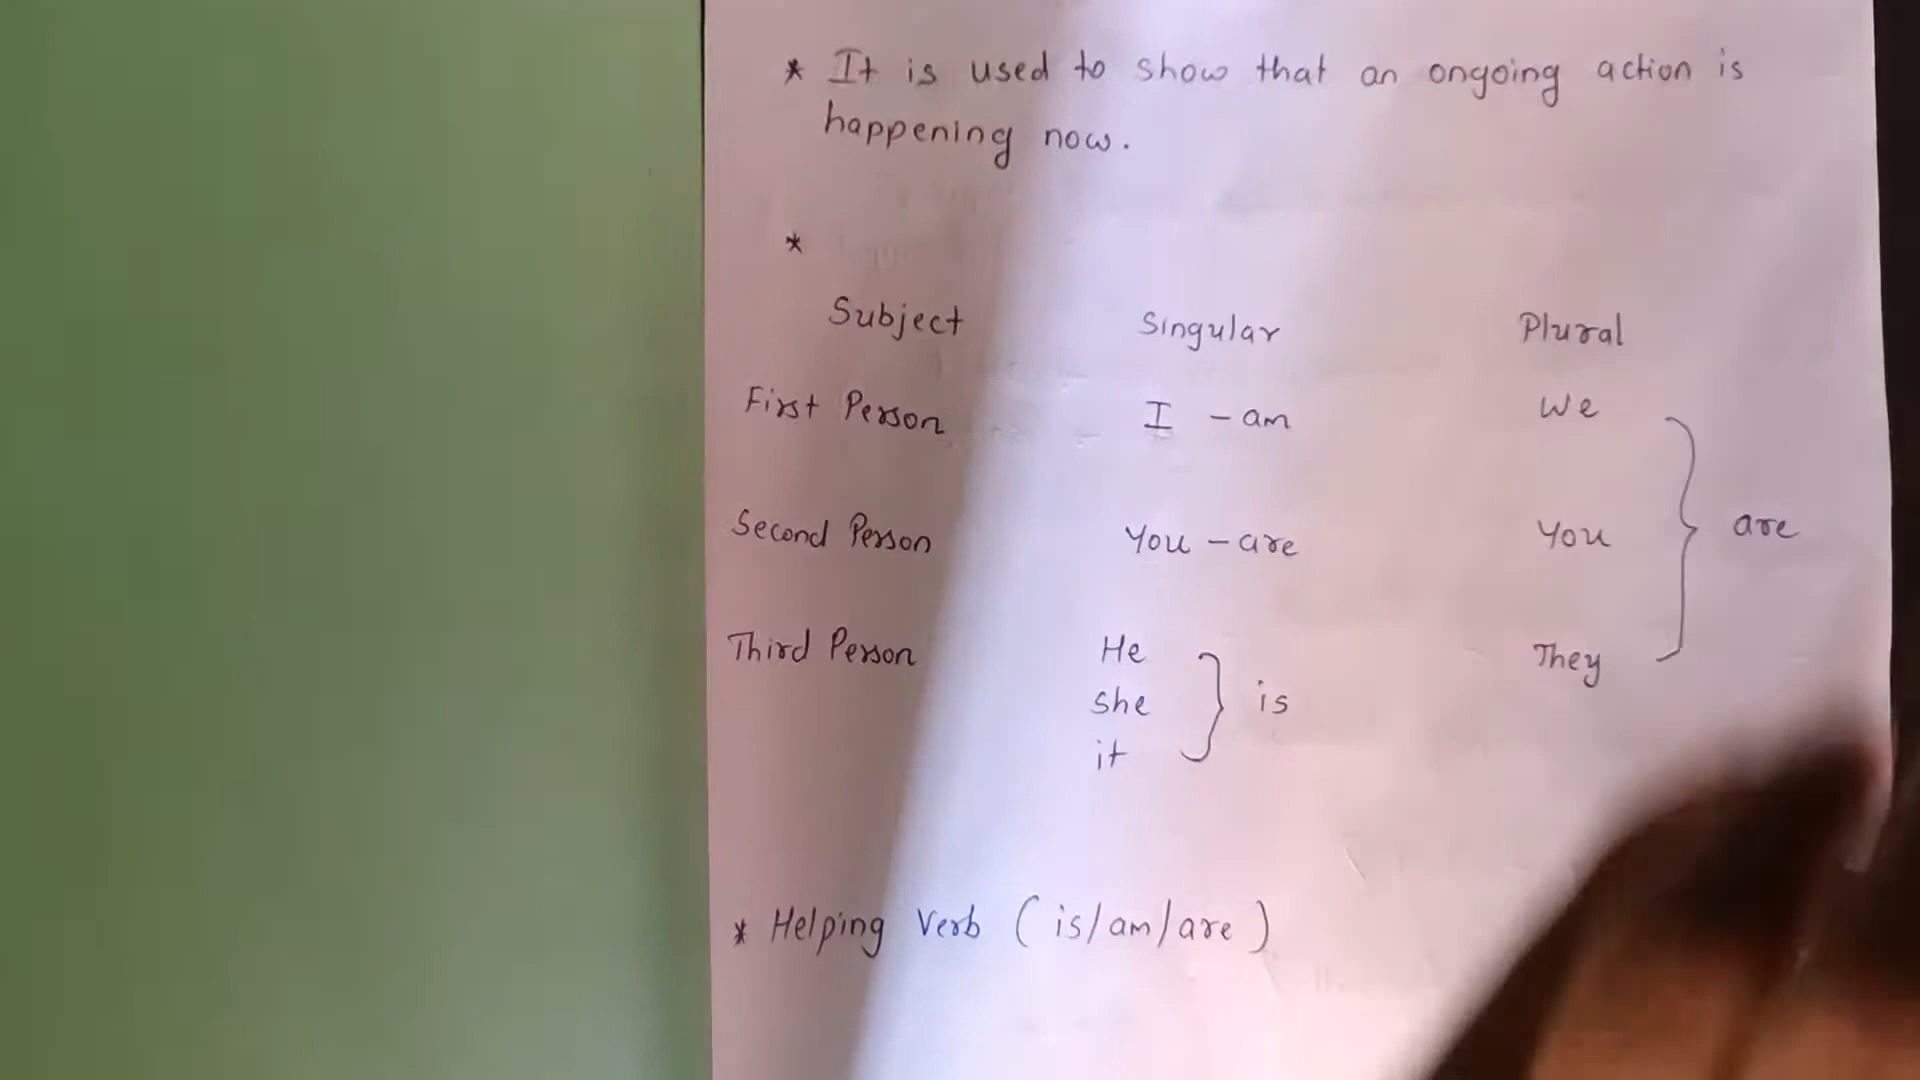 * It is used to show that an ongoing action is
happening now.
*
Subject Singular Plural
First Person I - am We
Second Person You - are You } are
Third Person He They
she } is
it
* Helping Verb ( is/am/are )